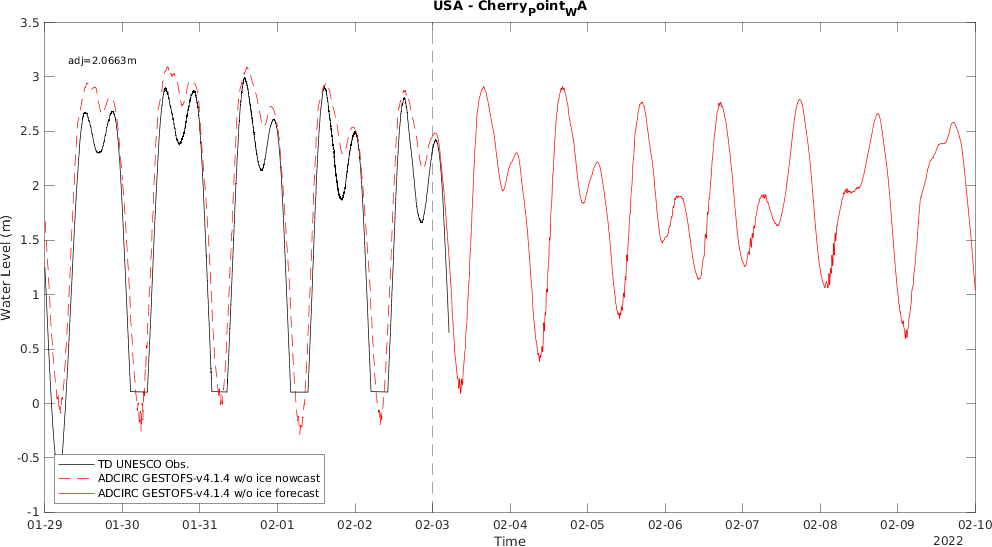 USA - CherryPointWA
adj=2.0663m
3.5
3
2.5
2
1.5
1
0.5
0
-0.5
-1
Water Level (m)
TD UNESCO Obs.
ADCIRC GESTOFS-v4.1.4 w/o ice nowcast
ADCIRC GESTOFS-v4.1.4 w/o ice forecast
01-29 01-30 01-31 02-01 02-02 02-03 02-04 02-05 02-06 02-07 02-08 02-09 02-10
Time
2022